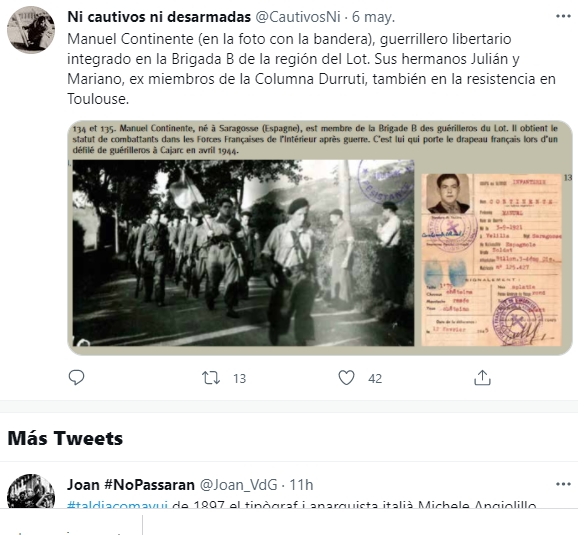 Ni cautivos ni desarmadas @CautivosNi · 6 may.
Manuel Continente (en la foto con la bandera), guerrillero libertario
integrado en la Brigada B de la región del Lot. Sus hermanos Julián y
Mariano, ex miembros de la Columna Durruti, también en la resistencia en
Toulouse.
134 et 135. Manuel Continente, né à Saragosse (Espagne), est membre de la Brigade B des guérilleros du Lot. Il obtient le
statut de combattants dans les Forces Françaises de l'Intérieur après guerre. C'est lui qui porte le drapeau français lors d'un
défilé de guérilleros à Cajarc en avril 1944.
13
INFANTERIE
CONTINENTE
MANUEL
13 42
Más Tweets
Joan #NoPassaran @Joan_VdG · 11h
#taldiacomavui de 1897 el tipògraf i anarquista italià Michele Angiolillo